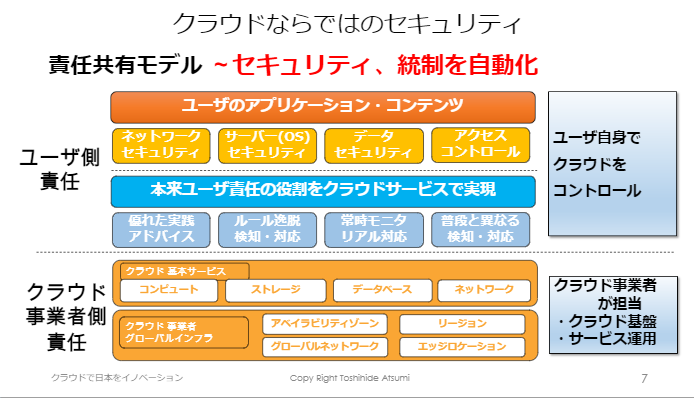 クラウドならではのセキュリティ
責任共有モデル ～セキュリティ、統制を自動化
ユーザ側
責任
ユーザのアプリケーション・コンテンツ
ネットワーク
セキュリティ
サーバー(OS)
セキュリティ
データ
セキュリティ
アクセス
コントロール
本来ユーザ責任の役割をクラウドサービスで実現
優れた実践
アドバイス
ルール逸脱
検知・対応
常時モニタ
リアル対応
普段と異なる
検知・対応
ユーザ自身で
クラウドを
コントロール
クラウド
事業者側
責任
クラウド 基本サービス
コンピュート
ストレージ
データベース
ネットワーク
クラウド 事業者
グローバルインフラ
アベイラビリティゾーン
リージョン
グローバルネットワーク
エッジロケーション
クラウド事業者
が担当
・クラウド基盤
・サービス運用
クラウドで日本をイノベーション
Copy Right Toshihide Atsumi
7